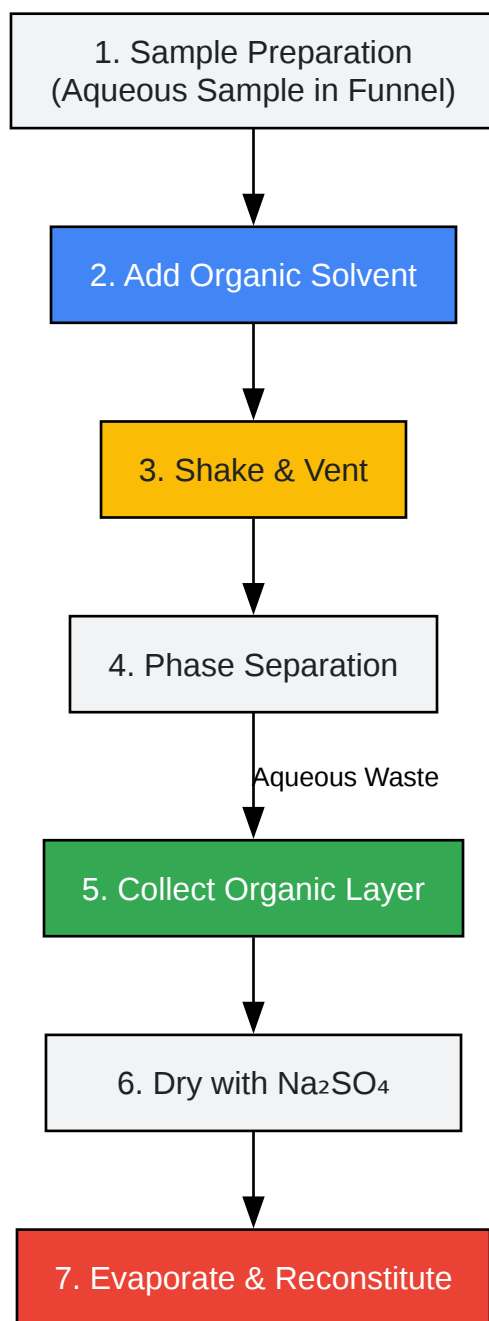 1. Sample Preparation
(Aqueous Sample in Funnel)
2. Add Organic Solvent
3. Shake & Vent
4. Phase Separation
Aqueous Waste
5. Collect Organic Layer
6. Dry with Na₂SO₄
7. Evaporate & Reconstitute